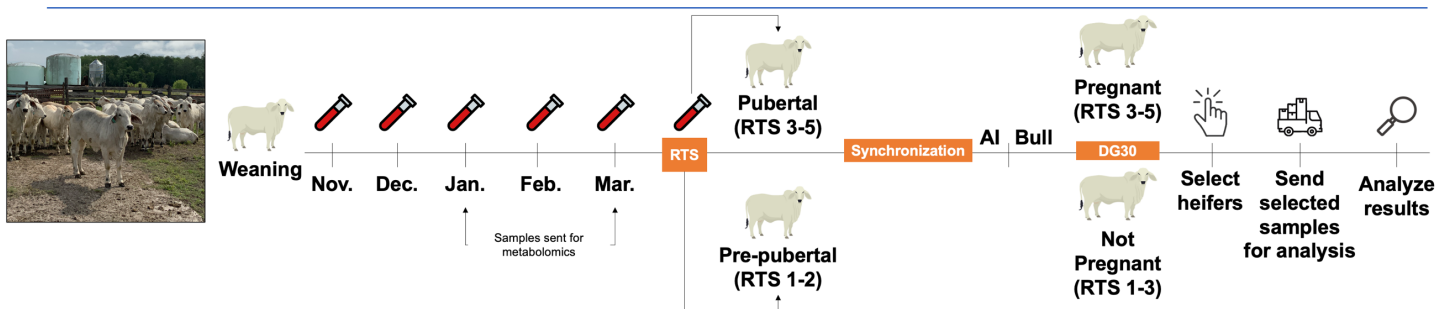 Weaning
Nov.
Dec.
Jan.
Feb.
Mar.
Samples sent for
metabolomics
RTS
Pubertal
(RTS 3-5)
Pre-pubertal
(RTS 1-2)
Synchronization
AI
Bull
Pregnant
(RTS 3-5)
DG30
Not
Pregnant
(RTS 1-3)
Select
heifers
Send
selected
samples
for analysis
Analyze
results